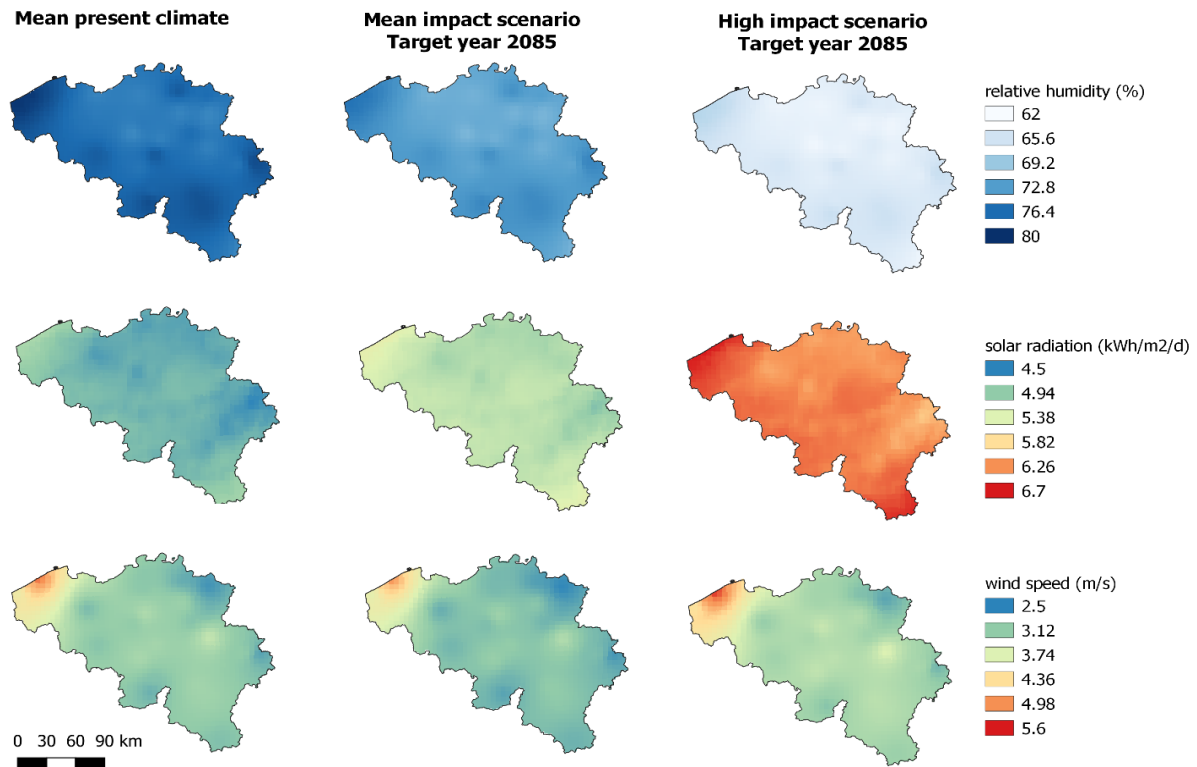 Mean present climate
Mean impact scenario
Target year 2085
High impact scenario
Target year 2085
relative humidity (%)
62
65.6
69.2
72.8
76.4
80
solar radiation (kWh/m2/d)
4.5
4.94
5.38
5.82
6.26
6.7
wind speed (m/s)
2.5
3.12
3.74
4.36
4.98
5.6
0 30 60 90 km